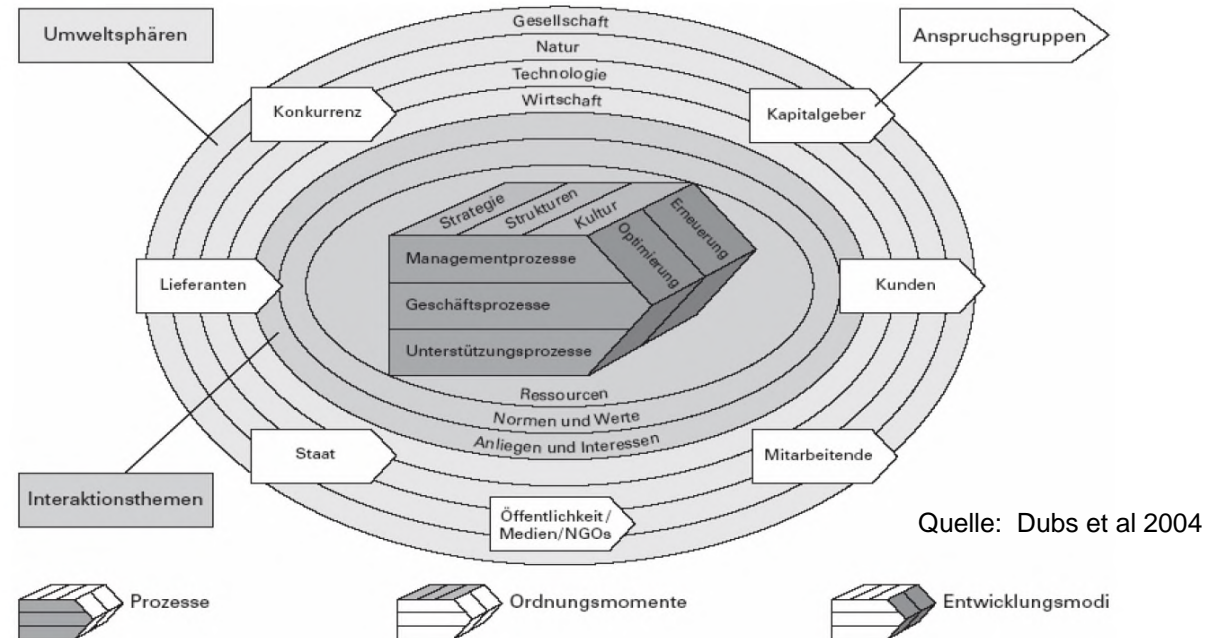 Umweltsphären
Gesellschaft
Anspruchsgruppen
Natur
Technologie
Wirtschaft
Konkurrenz
Kapitalgeber
Strategie
Strukturen
Kultur
Erneuerung
Optimierung
Managementprozesse
Lieferanten
Kunden
Geschäftsprozesse
Unterstützungsprozesse
Ressourcen
Normen und Werte
Anliegen und Interessen
Staat
Mitarbeitende
Interaktionsthemen
Öffentlichkeit/
Medien/NGOs
Quelle: Dubs et al 2004
Prozesse
Ordnungsmomente
Entwicklungsmodi